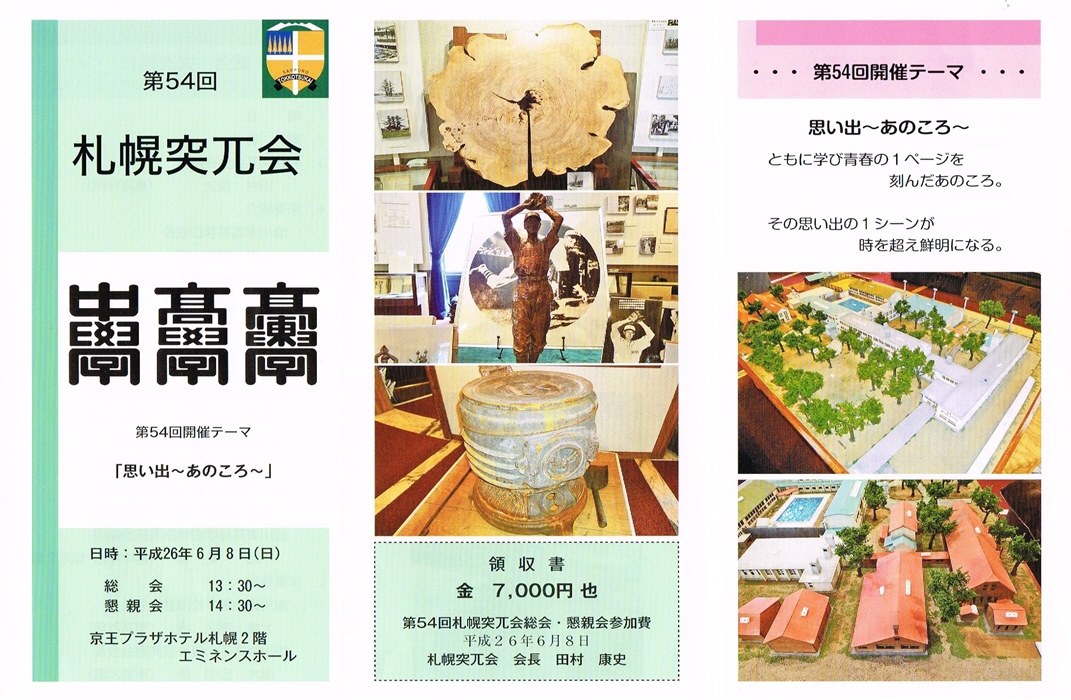 第54回
SAPPORO
TOKKOTSUKAI
札幌突兀会
第54回開催テーマ
「思い出～あのころ～」
日時：平成26年6月8日(日)
総　会　13：30～
懇親会　14：30～
京王プラザホテル札幌2階
エミネンスホール
領収書
金　7,000円也
第54回札幌突兀会総会・懇親会参加費
平成26年6月8日
札幌突兀会　会長　田村　康史
・・・ 第54回開催テーマ ・・・
思い出～あのころ～
ともに学び青春の１ページを
刻んだあのころ。
その思い出の１シーンが
時を超え鮮明になる。